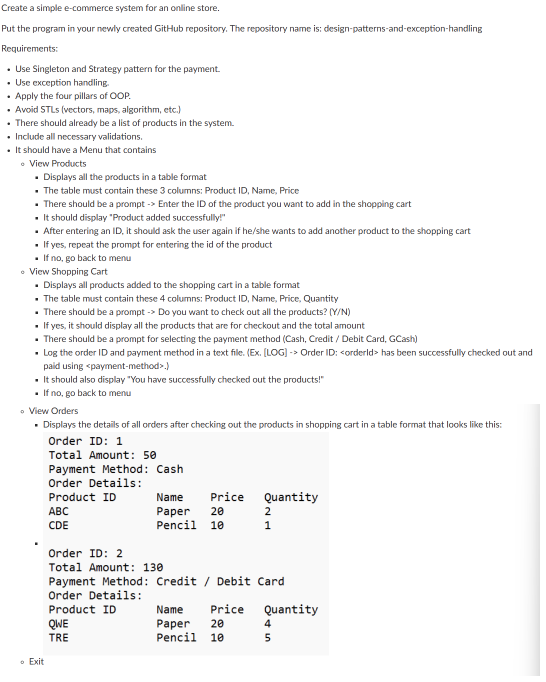 Create a simple e-commerce system for an online store.
Put the program in your newly created GitHub repository. The repository name is: design-patterns-and-exception-handling
Requirements:
• Use Singleton and Strategy pattern for the payment.
• Use exception handling.
• Apply the four pillars of OOP.
• Avoid STLs (vectors, maps, algorithm, etc.)
• There should already be a list of products in the system.
• Include all necessary validations.
• It should have a Menu that contains
◦ View Products
▪ Displays all the products in a table format
▪ The table must contain these 3 columns: Product ID, Name, Price
▪ There should be a prompt -> Enter the ID of the product you want to add in the shopping cart
▪ It should display "Product added successfully!"
▪ After entering an ID, it should ask the user again if he/she wants to add another product to the shopping cart
▪ If yes, repeat the prompt for entering the id of the product
▪ If no, go back to menu
◦ View Shopping Cart
▪ Displays all products added to the shopping cart in a table format
▪ The table must contain these 4 columns: Product ID, Name, Price, Quantity
▪ There should be a prompt -> Do you want to check out all the products? (Y/N)
▪ If yes, it should display all the products that are for checkout and the total amount
▪ There should be a prompt for selecting the payment method (Cash, Credit / Debit Card, GCash)
▪ Log the order ID and payment method in a text file. (Ex. [LOG] -> Order ID: <orderId> has been successfully checked out and
paid using <payment-method>.)
▪ It should also display "You have successfully checked out the products!"
▪ If no, go back to menu
◦ View Orders
▪ Displays the details of all orders after checking out the products in shopping cart in a table format that looks like this:
Order ID: 1
Total Amount: 50
Payment Method: Cash
Order Details:
Product ID Name Price Quantity
ABC Paper 20 2
CDE Pencil 10 1
▪
Order ID: 2
Total Amount: 130
Payment Method: Credit / Debit Card
Order Details:
Product ID Name Price Quantity
QWE Paper 20 4
TRE Pencil 10 5
◦ Exit